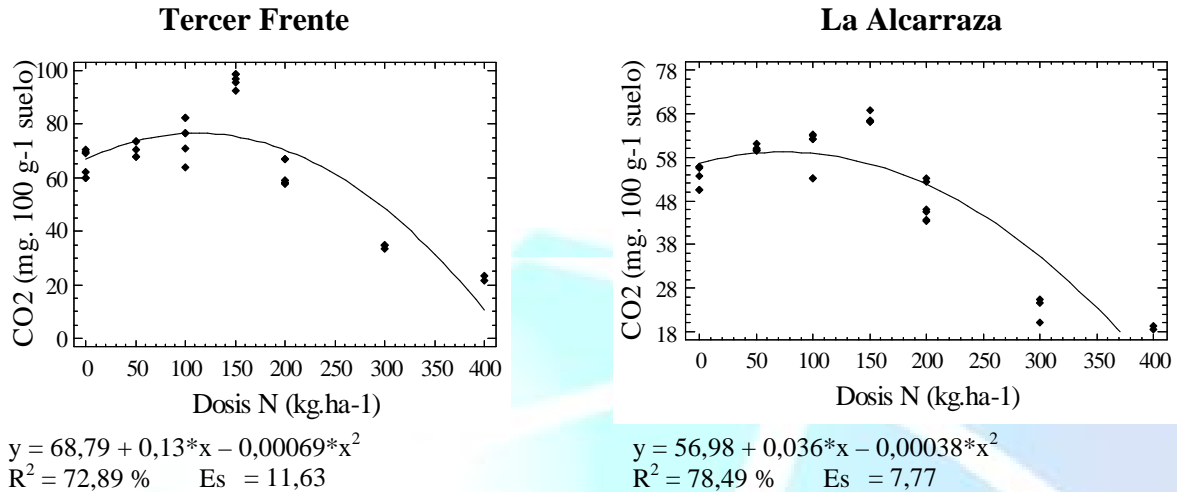 Tercer Frente
La Alcarraza
CO2 (mg. 100 g-1 suelo)
100
80
60
40
20
0
0 50 100 150 200 250 300 350 400
Dosis N (kg.ha-1)
y = 68,79 + 0,13*x – 0,00069*x²
R² = 72,89 % Es = 11,63
CO2 (mg. 100 g-1 suelo)
78
68
58
48
38
28
18
0 50 100 150 200 250 300 350 400
Dosis N (kg.ha-1)
y = 56,98 + 0,036*x – 0,00038*x²
R² = 78,49 % Es = 7,77